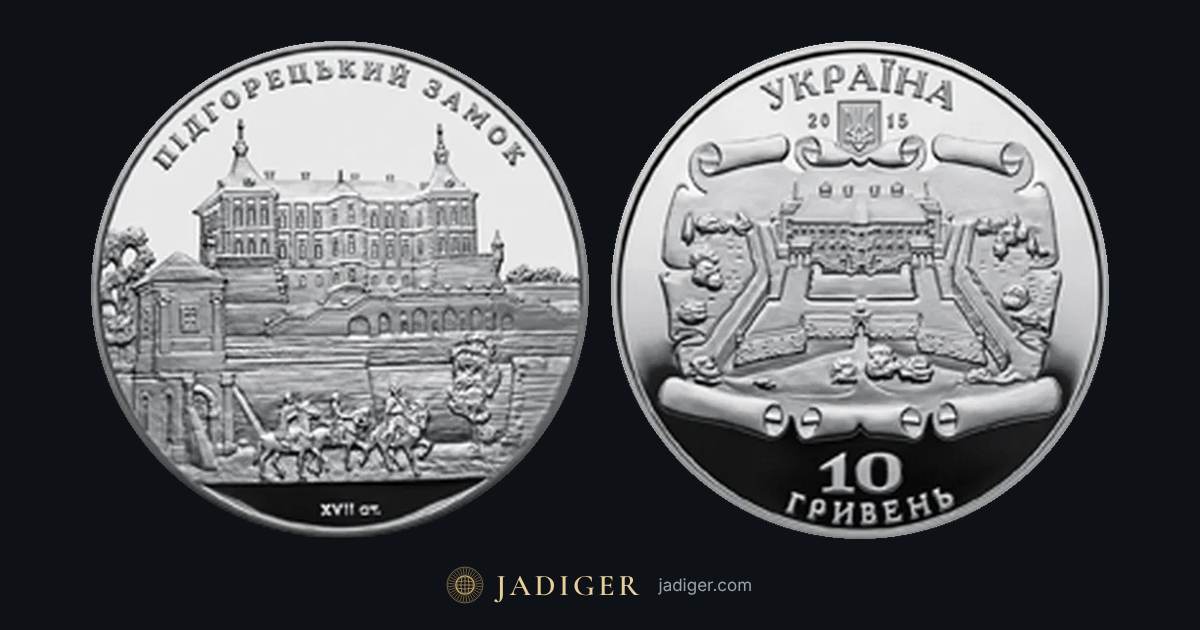 ПІДГОРЕЦЬКИЙ ЗАМОК
XVII ст.
УКРАЇНА
20 15
10
ГРИВЕНЬ
JADIGER jadiger.com